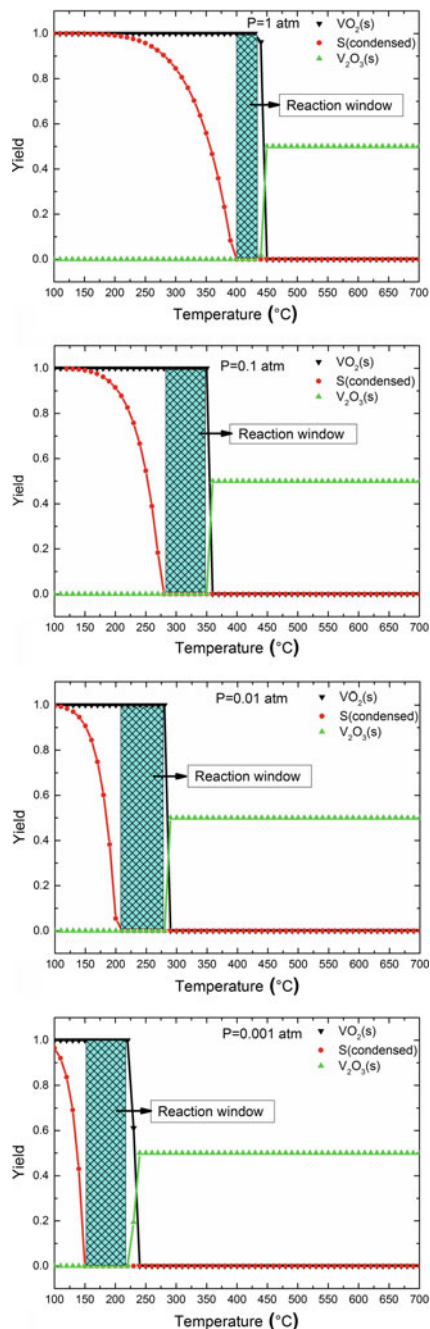 P=1 atm
VO₂(s)
S(condensed)
V₂O₃(s)
Reaction window
Yield
1.0
0.8
0.6
0.4
0.2
0.0
100 150 200 250 300 350 400 450 500 550 600 650 700
Temperature (°C)
P=0.1 atm
VO₂(s)
S(condensed)
V₂O₃(s)
Reaction window
Yield
1.0
0.8
0.6
0.4
0.2
0.0
100 150 200 250 300 350 400 450 500 550 600 650 700
Temperature (°C)
P=0.01 atm
VO₂(s)
S(condensed)
V₂O₃(s)
Reaction window
Yield
1.0
0.8
0.6
0.4
0.2
0.0
100 150 200 250 300 350 400 450 500 550 600 650 700
Temperature (°C)
P=0.001 atm
VO₂(s)
S(condensed)
V₂O₃(s)
Reaction window
Yield
1.0
0.8
0.6
0.4
0.2
0.0
100 150 200 250 300 350 400 450 500 550 600 650 700
Temperature (°C)